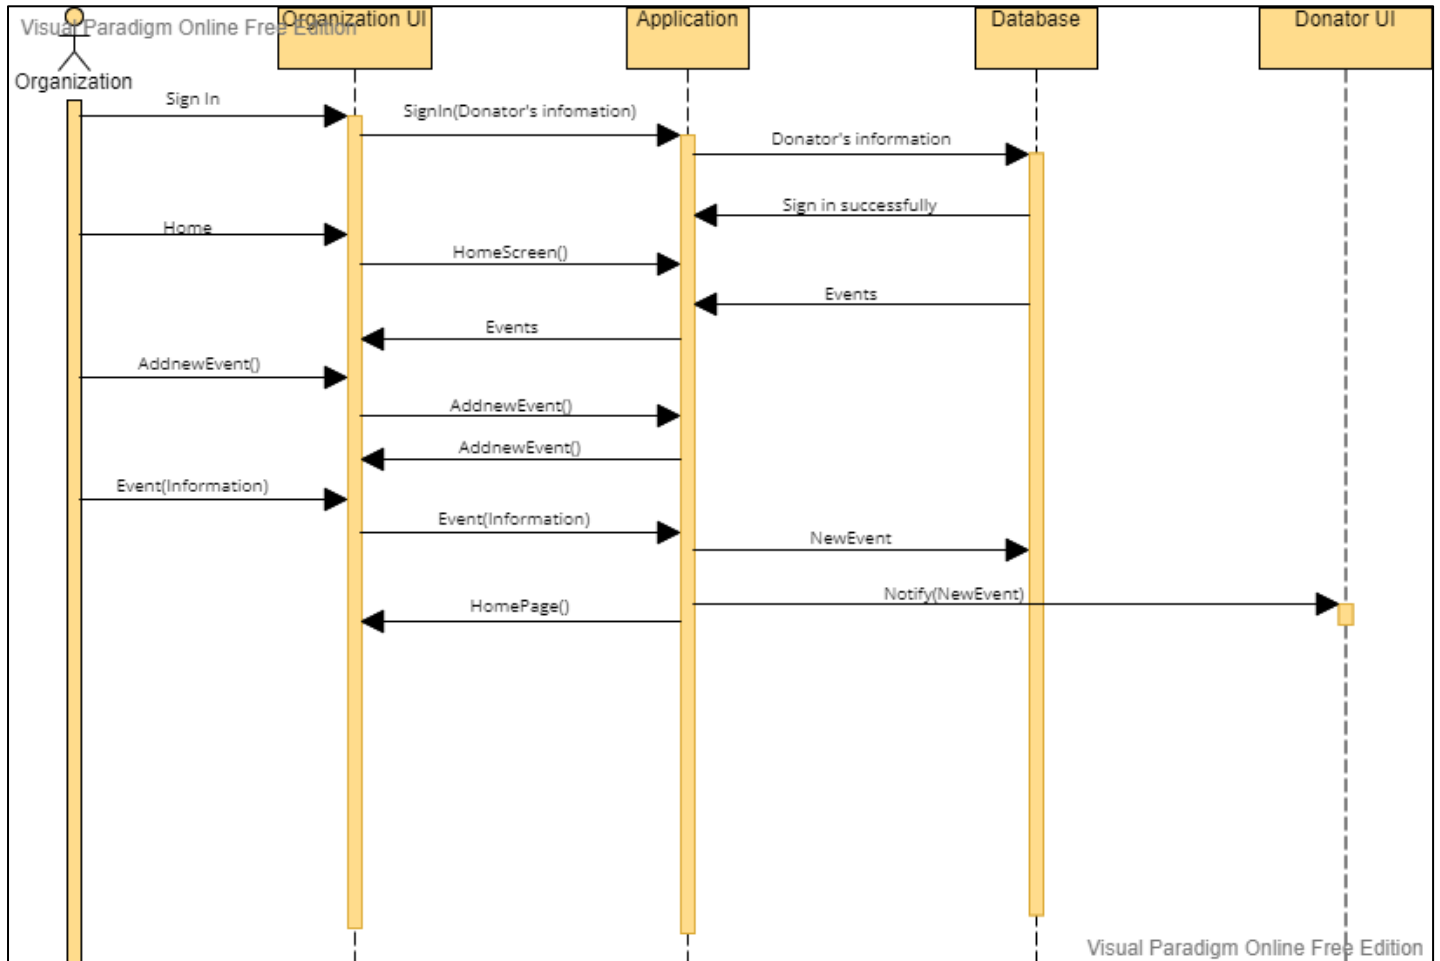 Visual Paradigm Online Free Edition
Organization UI
Application
Database
Donator UI
Organization
Sign In
SignIn(Donator's infomation)
Donator's information
Sign in successfully
Home
HomeScreen()
Events
Events
AddnewEvent()
AddnewEvent()
AddnewEvent()
Event(Information)
Event(Information)
NewEvent
Notify(NewEvent)
HomePage()
Visual Paradigm Online Free Edition